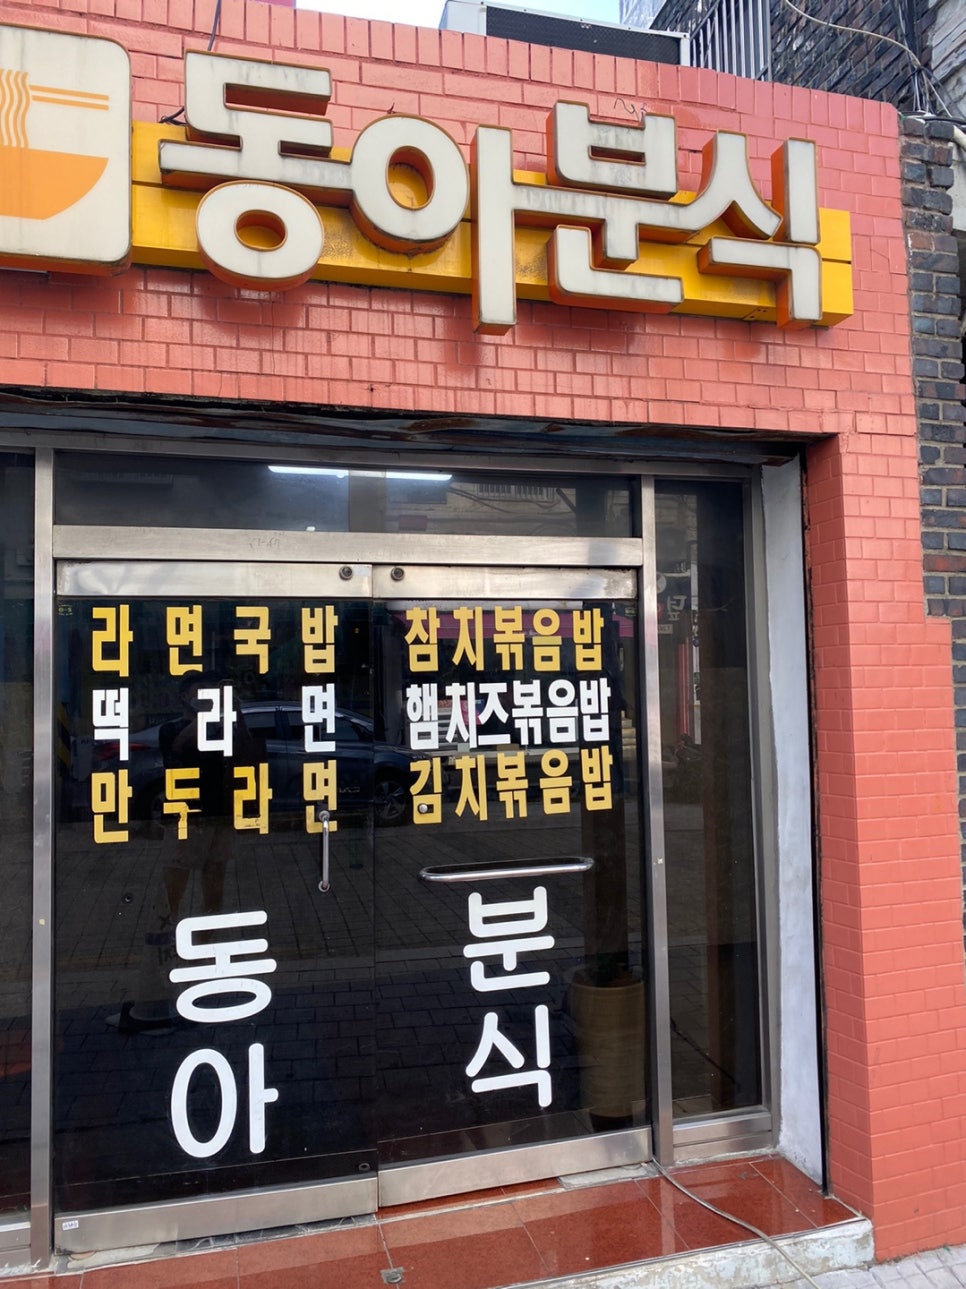 동아분식
라면국밥
떡라면
만두라면
참치볶음밥
햄치즈볶음밥
김치볶음밥
동아
분식